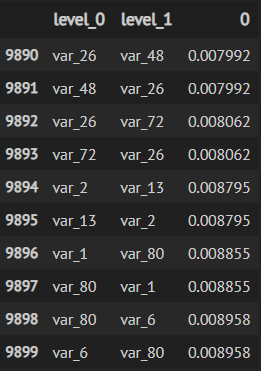 level_0 level_1 0
9890 var_26 var_48 0.007992
9891 var_48 var_26 0.007992
9892 var_26 var_72 0.008062
9893 var_72 var_26 0.008062
9894 var_2 var_13 0.008795
9895 var_13 var_2 0.008795
9896 var_1 var_80 0.008855
9897 var_80 var_1 0.008855
9898 var_80 var_6 0.008958
9899 var_6 var_80 0.008958